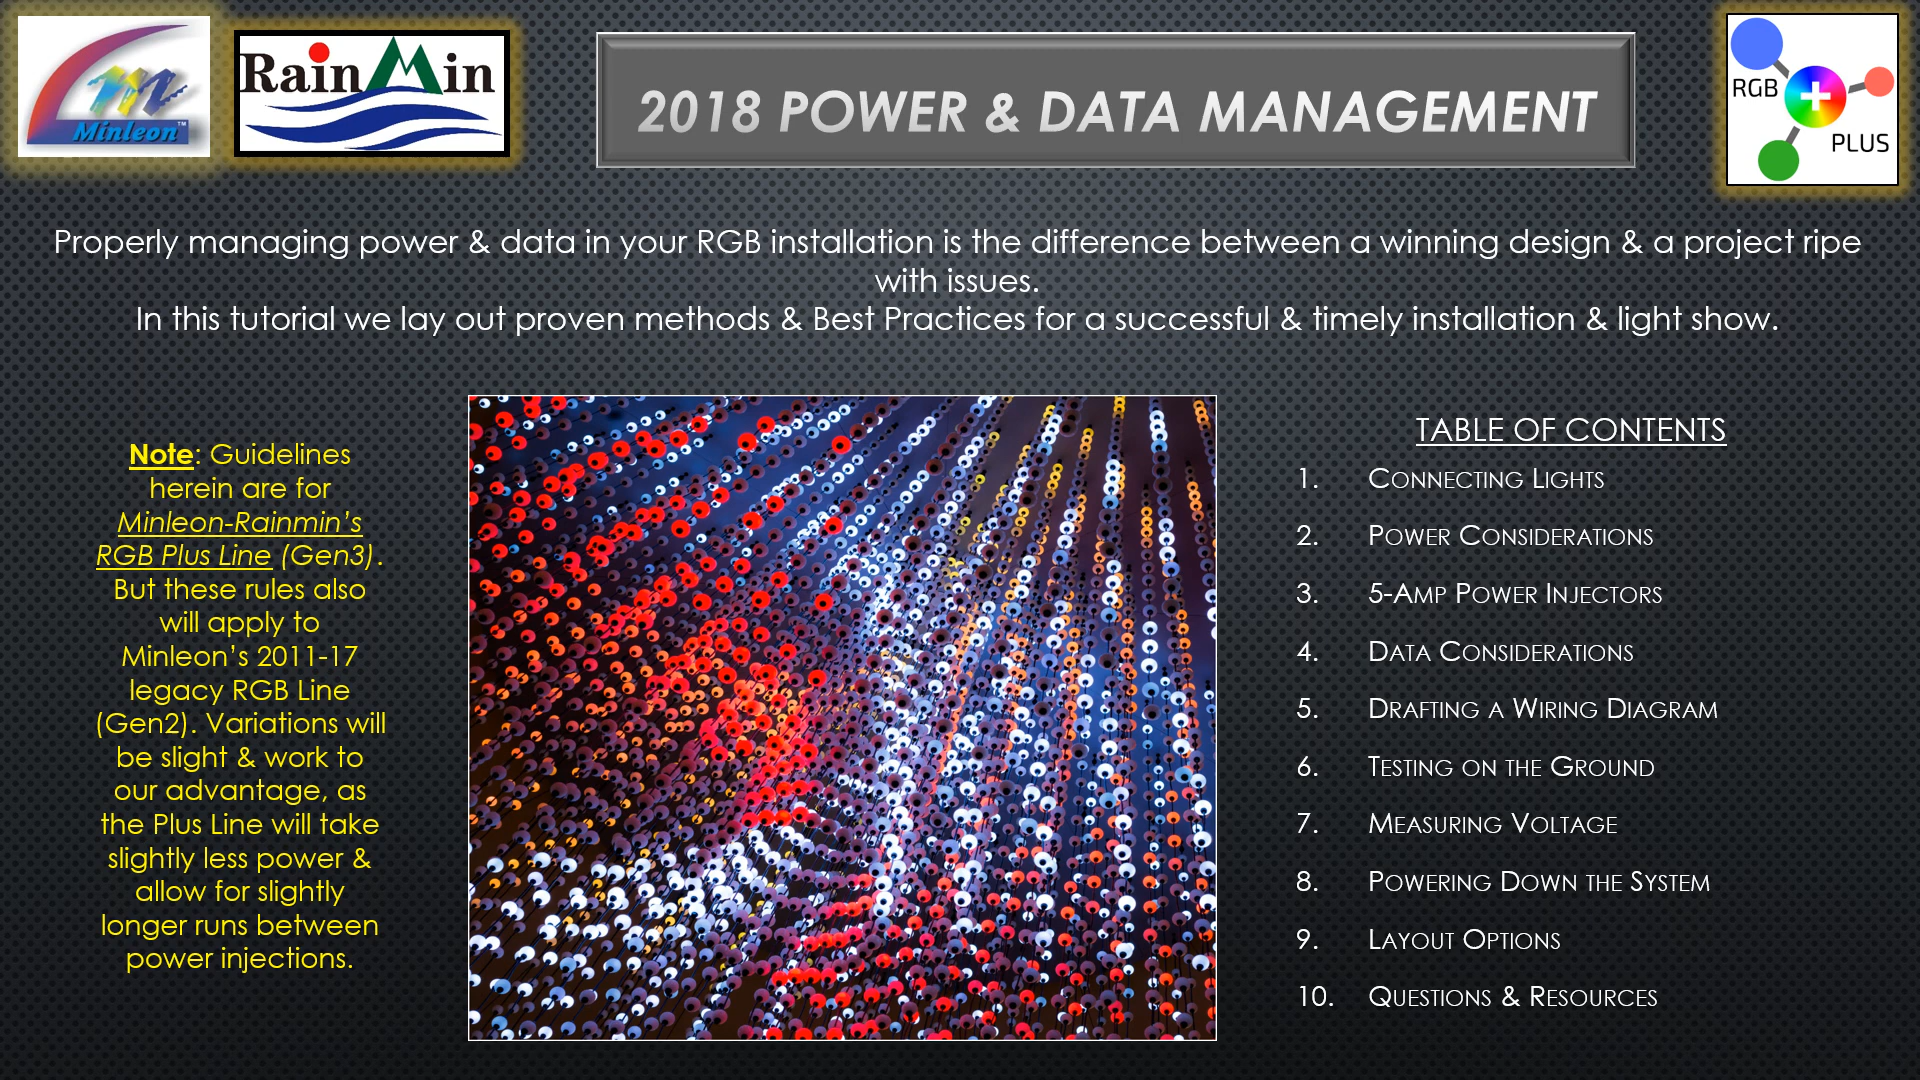 Minleon™
RainMin
2018 POWER & DATA MANAGEMENT
RGB
PLUS
Properly managing power & data in your RGB installation is the difference between a winning design & a project ripe
with issues.
In this tutorial we lay out proven methods & Best Practices for a successful & timely installation & light show.
Note: Guidelines
herein are for
Minleon-Rainmin’s
RGB Plus Line (Gen3).
But these rules also
will apply to
Minleon’s 2011-17
legacy RGB Line
(Gen2). Variations will
be slight & work to
our advantage, as
the Plus Line will take
slightly less power &
allow for slightly
longer runs between
power injections.
TABLE OF CONTENTS
1. Connecting Lights
2. Power Considerations
3. 5-Amp Power Injectors
4. Data Considerations
5. Drafting a Wiring Diagram
6. Testing on the Ground
7. Measuring Voltage
8. Powering Down the System
9. Layout Options
10. Questions & Resources